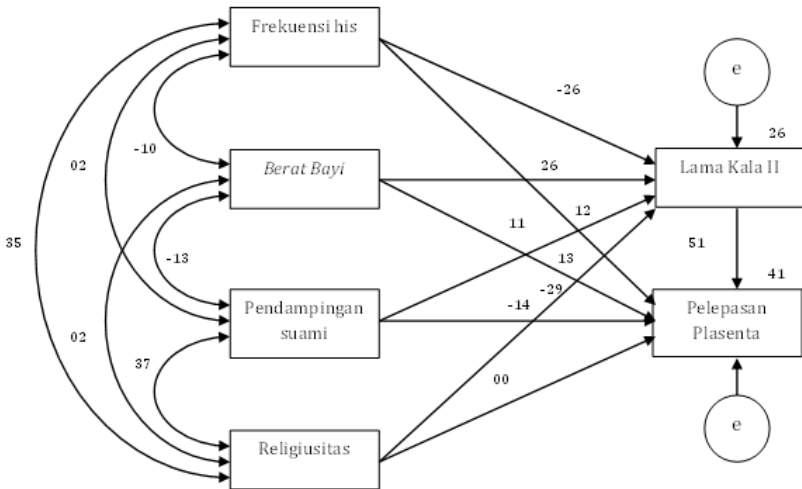 Frekuensi his
e
-26
26
02
-10
Berat Bayi
26
Lama Kala II
12
11
35
51
-13
13
41
-29
Pendampingan
suami
-14
Pelepasan
Plasenta
02
37
00
e
Religiusitas